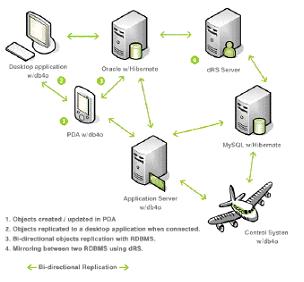 Desktop application
w/db4o
Oracle w/Hibernate
4
dRS Server
2
3
1
PDA w/db4o
MySQL w/Hibernate
Application Server
w/db4o
Control System
w/db4o
1. Objects created / updated in PDA
2. Objects replicated to a desktop application when connected.
3. Bi-directional objects replication with RDBMS.
4. Mirroring between two RDBMS using dRS.
Bi-directional Replication